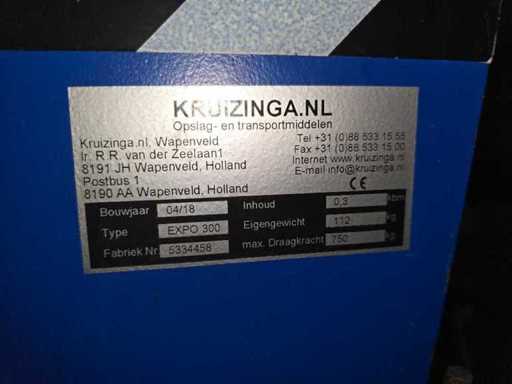 KRUIZINGA.NL
Opslag- en transportmiddelen
Kruizinga.nl, Wapenveld
Ir. R.R. van der Zeelaan1
8191 JH Wapenveld, Holland
Postbus 1
8190 AA Wapenveld, Holland
Tel +31 (0)88 533 15 55
Fax +31 (0)88 533 15 00
Internet www.kruizinga.nl
E-mail info@kruizinga.nl
CE
Bouwjaar 04/18 Inhoud 0,3 kbm
Type EXPO 300 Eigengewicht 112 kg
Fabriek Nr. 5334458 max. Draagkracht 750 kg